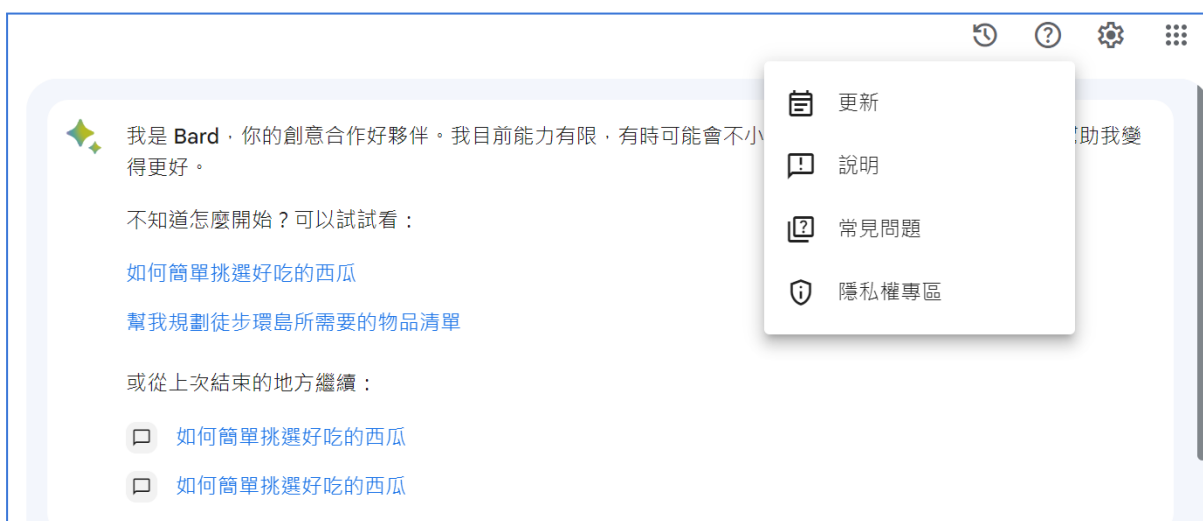 我是 Bard，你的創意合作好夥伴。我目前能力有限，有時可能會不小
助我變
得更好。
不知道怎麼開始？可以試試看：
如何簡單挑選好吃的西瓜
幫我規劃徒步環島所需要的物品清單
或從上次結束的地方繼續：
如何簡單挑選好吃的西瓜
如何簡單挑選好吃的西瓜
更新
說明
常見問題
隱私權專區